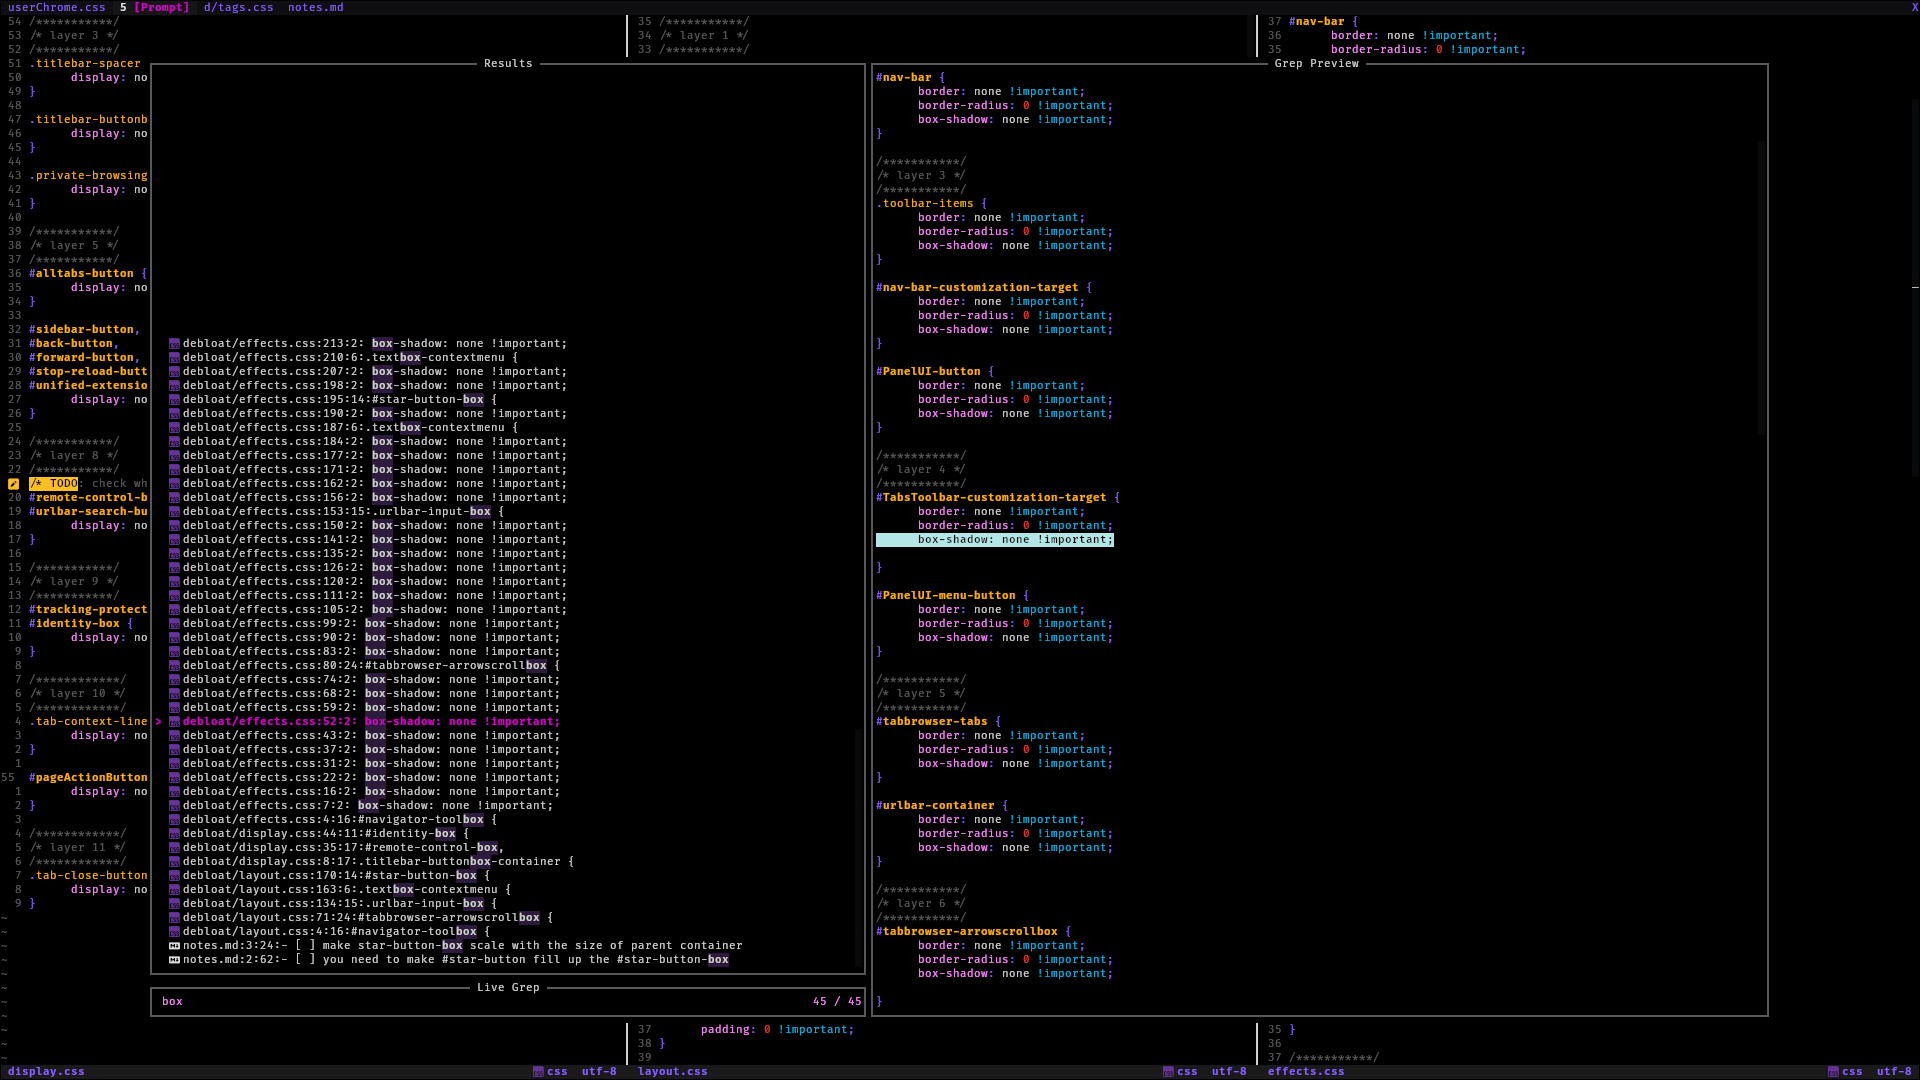 userChrome.css 5 [Prompt] d/tags.css notes.md X
54 /***********/
53 /* layer 3 */
52 /***********/
51 .titlebar-spacer
50 display: no
49 }
48
47 .titlebar-buttonb
46 display: no
45 }
44
43 .private-browsing
42 display: no
41 }
40
39 /***********/
38 /* layer 5 */
37 /***********/
36 #alltabs-button {
35 display: no
34 }
33
32 #sidebar-button,
31 #back-button,
30 #forward-button,
29 #stop-reload-butt
28 #unified-extensio
27 display: no
26 }
25
24 /***********/
23 /* layer 8 */
22 /***********/
/* TODO: check wh
20 #remote-control-b
19 #urlbar-search-bu
18 display: no
17 }
16
15 /***********/
14 /* layer 9 */
13 /***********/
12 #tracking-protect
11 #identity-box {
10 display: no
9 }
8
7 /************/
6 /* layer 10 */
5 /************/
4 .tab-context-line
3 display: no
2 }
1
55 #pageActionButton
1 display: no
2 }
3
4 /************/
5 /* layer 11 */
6 /************/
7 .tab-close-button
8 display: no
9 }
~
~
~
~
~
~
~
~
~
~
~
35 /***********/
34 /* layer 1 */
33 /***********/
37 #nav-bar {
36 border: none !important;
35 border-radius: 0 !important;
Results
debloat/effects.css:213:2: box-shadow: none !important;
debloat/effects.css:210:6:.textbox-contextmenu {
debloat/effects.css:207:2: box-shadow: none !important;
debloat/effects.css:198:2: box-shadow: none !important;
debloat/effects.css:195:14:#star-button-box {
debloat/effects.css:190:2: box-shadow: none !important;
debloat/effects.css:187:6:.textbox-contextmenu {
debloat/effects.css:184:2: box-shadow: none !important;
debloat/effects.css:177:2: box-shadow: none !important;
debloat/effects.css:171:2: box-shadow: none !important;
debloat/effects.css:162:2: box-shadow: none !important;
debloat/effects.css:156:2: box-shadow: none !important;
debloat/effects.css:153:15:.urlbar-input-box {
debloat/effects.css:150:2: box-shadow: none !important;
debloat/effects.css:141:2: box-shadow: none !important;
debloat/effects.css:135:2: box-shadow: none !important;
debloat/effects.css:126:2: box-shadow: none !important;
debloat/effects.css:120:2: box-shadow: none !important;
debloat/effects.css:111:2: box-shadow: none !important;
debloat/effects.css:105:2: box-shadow: none !important;
debloat/effects.css:99:2: box-shadow: none !important;
debloat/effects.css:90:2: box-shadow: none !important;
debloat/effects.css:83:2: box-shadow: none !important;
debloat/effects.css:80:24:#tabbrowser-arrowscrollbox {
debloat/effects.css:74:2: box-shadow: none !important;
debloat/effects.css:68:2: box-shadow: none !important;
debloat/effects.css:59:2: box-shadow: none !important;
> debloat/effects.css:52:2: box-shadow: none !important;
debloat/effects.css:43:2: box-shadow: none !important;
debloat/effects.css:37:2: box-shadow: none !important;
debloat/effects.css:31:2: box-shadow: none !important;
debloat/effects.css:22:2: box-shadow: none !important;
debloat/effects.css:16:2: box-shadow: none !important;
debloat/effects.css:7:2: box-shadow: none !important;
debloat/effects.css:4:16:#navigator-toolbox {
debloat/display.css:44:11:#identity-box {
debloat/display.css:35:17:#remote-control-box,
debloat/display.css:8:17:.titlebar-buttonbox-container {
debloat/layout.css:170:14:#star-button-box {
debloat/layout.css:163:6:.textbox-contextmenu {
debloat/layout.css:134:15:.urlbar-input-box {
debloat/layout.css:71:24:#tabbrowser-arrowscrollbox {
debloat/layout.css:4:16:#navigator-toolbox {
notes.md:3:24:- [ ] make star-button-box scale with the size of parent container
notes.md:2:62:- [ ] you need to make #star-button fill up the #star-button-box
Live Grep
box 45 / 45
Grep Preview
#nav-bar {
border: none !important;
border-radius: 0 !important;
box-shadow: none !important;
}
/***********/
/* layer 3 */
/***********/
.toolbar-items {
border: none !important;
border-radius: 0 !important;
box-shadow: none !important;
}
#nav-bar-customization-target {
border: none !important;
border-radius: 0 !important;
box-shadow: none !important;
}
#PanelUI-button {
border: none !important;
border-radius: 0 !important;
box-shadow: none !important;
}
/***********/
/* layer 4 */
/***********/
#TabsToolbar-customization-target {
border: none !important;
border-radius: 0 !important;
box-shadow: none !important;
}
#PanelUI-menu-button {
border: none !important;
border-radius: 0 !important;
box-shadow: none !important;
}
/***********/
/* layer 5 */
/***********/
#tabbrowser-tabs {
border: none !important;
border-radius: 0 !important;
box-shadow: none !important;
}
#urlbar-container {
border: none !important;
border-radius: 0 !important;
box-shadow: none !important;
}
/***********/
/* layer 6 */
/***********/
#tabbrowser-arrowscrollbox {
border: none !important;
border-radius: 0 !important;
box-shadow: none !important;
}
37 padding: 0 !important;
38 }
39
35 }
36
37 /***********/
display.css css utf-8 layout.css css utf-8 effects.css css utf-8